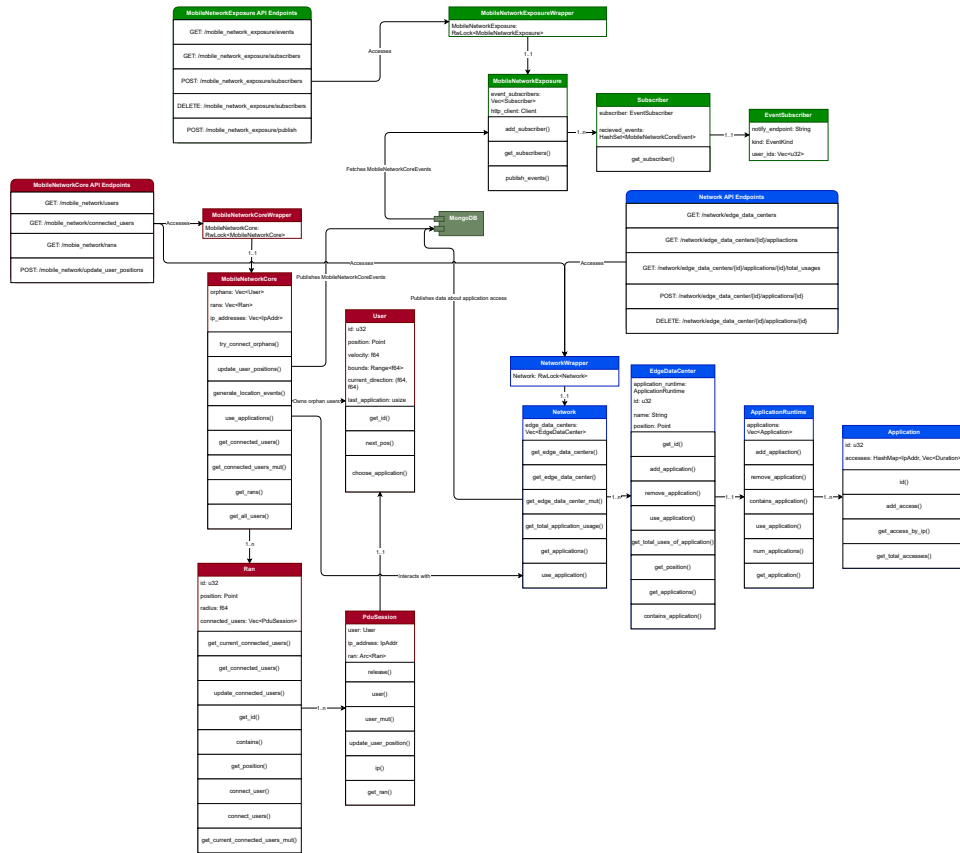 MobileNetworkExposure API Endpoints
GET: /mobile_network_exposure/events
GET: /mobile_network_exposure/subscribers
POST: /mobile_network_exposure/subscribers
DELETE: /mobile_network_exposure/subscribers
POST: /mobile_network_exposure/publish
Accesses
MobileNetworkExposureWrapper
MobileNetworkExposure:
RwLock<MobileNetworkExposure>
1..1
MobileNetworkExposure
event_subscribers:
Vec<Subscriber>
http_client: Client
add_subscriber()
get_subscribers()
publish_events()
1..n
Subscriber
subscriber: EventSubscriber
recieved_events:
HashSet<MobileNetworkCoreEvent>
get_subscriber()
1..1
EventSubscriber
notify_endpoint: String
kind: EventKind
user_ids: Vec<u32>
Fetches MobileNetworkCoreEvents
MobileNetworkCore API Endpoints
GET: /mobile_network/users
GET: /mobile_network/connected_users
GET: /mobie_network/rans
POST: /mobile_network/update_user_positions
Accesses
MobileNetworkCoreWrapper
MobileNetworkCore:
RwLock<MobileNetworkCore>
1..1
MongoDB
Network API Endpoints
GET: /network/edge_data_centers
GET: /network/edge_data_centers/{id}/appliactions
GET: /network/edge_data_centers/{id}/applications/{id}/total_usages
POST: /network/edge_data_center/{id}/applications/{id}
DELETE: /network/edge_data_center/{id}/applications/{id}
Accesses
Accesses
Publishes MobileNetworkCoreEvents
Publishes data about application access
MobileNetworkCore
orphans: Vec<User>
rans: Vec<Ran>
ip_addresses: Vec<IpAddr>
try_connect_orphans()
update_user_positions()
generate_location_events()
use_applications()
get_connected_users()
get_connected_users_mut()
get_rans()
get_all_users()
Owns orphan users
1..n
User
id: u32
position: Point
velocity: f64
bounds: Range<f64>
current_direction: (f64,
f64)
last_application: usize
get_id()
next_pos()
choose_application()
1..1
Interacts with
NetworkWrapper
Network: RwLock<Network>
1..1
Network
edge_data_centers:
Vec<EdgeDataCenter>
get_edge_data_centers()
get_edge_data_center()
get_edge_data_center_mut()
get_total_application_usage()
get_applications()
use_application()
1..n
EdgeDataCenter
application_runtime:
ApplicationRuntime
id: u32
name: String
position: Point
get_id()
add_application()
remove_application()
use_application()
get_total_uses_of_application()
get_position()
get_applications()
contains_application()
1..1
ApplicationRuntime
applications:
Vec<Application>
add_appliaction()
remove_application()
contains_application()
use_application()
num_applications()
get_application()
1..n
Application
id: u32
accesses: HashMap<IpAddr, Vec<Duration>
id()
add_access()
get_access_by_ip()
get_total_accesses()
Ran
id: u32
position: Point
radius: f64
connected_users: Vec<PduSession>
get_current_connected_users()
get_connected_users()
update_connected_users()
get_id()
contains()
get_position()
connect_user()
connect_users()
get_current_connected_users_mut()
1..n
PduSession
user: User
ip_address: IpAddr
ran: Arc<Ran>
release()
user()
user_mut()
update_user_position()
ip()
get_ran()